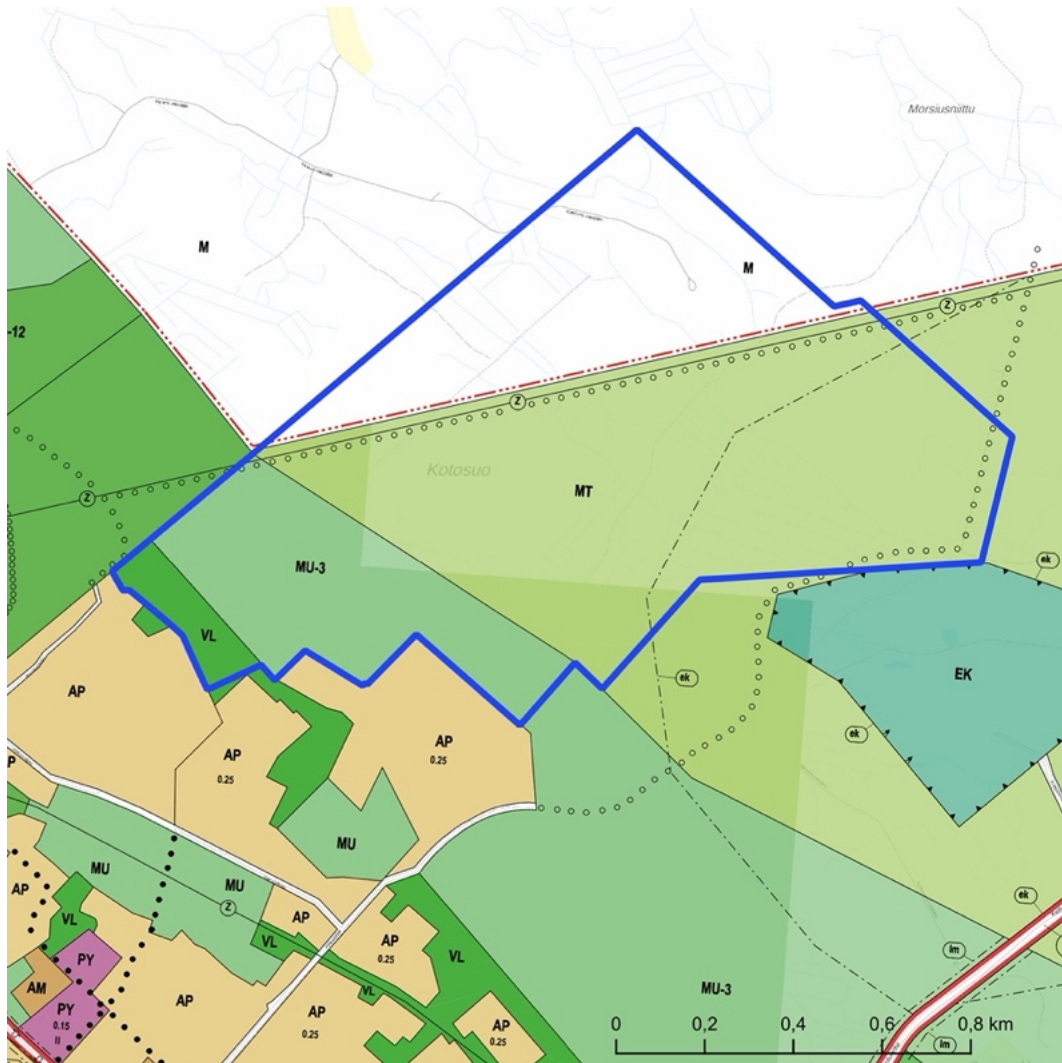 Morsiusniittu
M
M
-12
Z
Z
Kotosuo
Z
MT
MU-3
ek
VL
ek
EK
AP
ek
AP
0.25
AP
0.25
P
MU
MU
MU
AP
ek
Z
AP
VL
VL
AP
0.25
VL
lm
PY
AM
PY
0.15
II
AP
VL
MU-3
AP
0.25
AP
0.25
lm
0
0,2
0,4
0,6
0,8 km